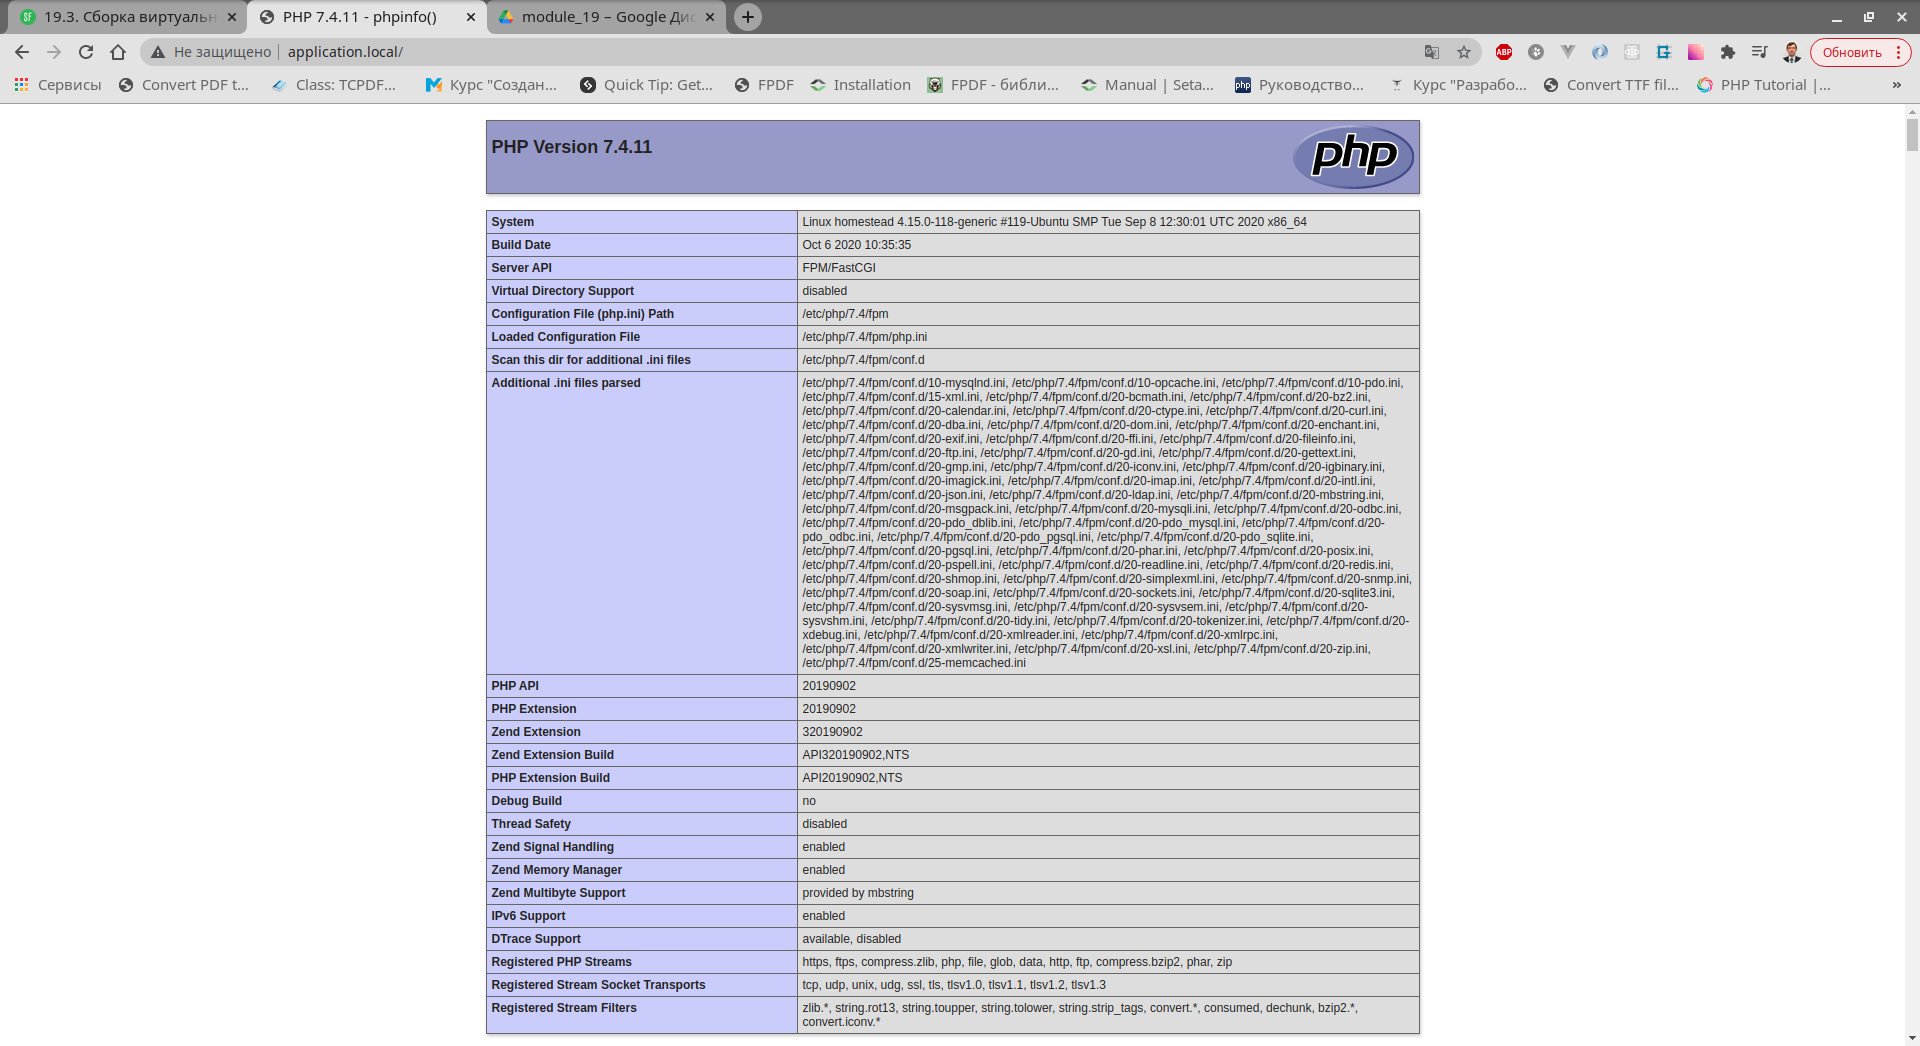 19.3. Сборка виртуальн
PHP 7.4.11 - phpinfo()
module_19 – Google Дис
Не защищено
application.local/
ABP
Обновить
Сервисы
Convert PDF t...
Class: TCPDF...
Курс "Создан...
Quick Tip: Get...
FPDF
Installation
FPDF - библи...
Manual | Seta...
php
Руководство...
Курс "Разрабо...
Convert TTF fil...
PHP Tutorial |...
»
PHP Version 7.4.11
php
System Linux homestead 4.15.0-118-generic #119-Ubuntu SMP Tue Sep 8 12:30:01 UTC 2020 x86_64
Build Date Oct 6 2020 10:35:35
Server API FPM/FastCGI
Virtual Directory Support disabled
Configuration File (php.ini) Path /etc/php/7.4/fpm
Loaded Configuration File /etc/php/7.4/fpm/php.ini
Scan this dir for additional .ini files /etc/php/7.4/fpm/conf.d
Additional .ini files parsed /etc/php/7.4/fpm/conf.d/10-mysqlnd.ini, /etc/php/7.4/fpm/conf.d/10-opcache.ini, /etc/php/7.4/fpm/conf.d/10-pdo.ini,
/etc/php/7.4/fpm/conf.d/15-xml.ini, /etc/php/7.4/fpm/conf.d/20-bcmath.ini, /etc/php/7.4/fpm/conf.d/20-bz2.ini,
/etc/php/7.4/fpm/conf.d/20-calendar.ini, /etc/php/7.4/fpm/conf.d/20-ctype.ini, /etc/php/7.4/fpm/conf.d/20-curl.ini,
/etc/php/7.4/fpm/conf.d/20-dba.ini, /etc/php/7.4/fpm/conf.d/20-dom.ini, /etc/php/7.4/fpm/conf.d/20-enchant.ini,
/etc/php/7.4/fpm/conf.d/20-exif.ini, /etc/php/7.4/fpm/conf.d/20-ffi.ini, /etc/php/7.4/fpm/conf.d/20-fileinfo.ini,
/etc/php/7.4/fpm/conf.d/20-ftp.ini, /etc/php/7.4/fpm/conf.d/20-gd.ini, /etc/php/7.4/fpm/conf.d/20-gettext.ini,
/etc/php/7.4/fpm/conf.d/20-gmp.ini, /etc/php/7.4/fpm/conf.d/20-iconv.ini, /etc/php/7.4/fpm/conf.d/20-igbinary.ini,
/etc/php/7.4/fpm/conf.d/20-imagick.ini, /etc/php/7.4/fpm/conf.d/20-imap.ini, /etc/php/7.4/fpm/conf.d/20-intl.ini,
/etc/php/7.4/fpm/conf.d/20-json.ini, /etc/php/7.4/fpm/conf.d/20-ldap.ini, /etc/php/7.4/fpm/conf.d/20-mbstring.ini,
/etc/php/7.4/fpm/conf.d/20-msgpack.ini, /etc/php/7.4/fpm/conf.d/20-mysqli.ini, /etc/php/7.4/fpm/conf.d/20-odbc.ini,
/etc/php/7.4/fpm/conf.d/20-pdo_dblib.ini, /etc/php/7.4/fpm/conf.d/20-pdo_mysql.ini, /etc/php/7.4/fpm/conf.d/20-
pdo_odbc.ini, /etc/php/7.4/fpm/conf.d/20-pdo_pgsql.ini, /etc/php/7.4/fpm/conf.d/20-pdo_sqlite.ini,
/etc/php/7.4/fpm/conf.d/20-pgsql.ini, /etc/php/7.4/fpm/conf.d/20-phar.ini, /etc/php/7.4/fpm/conf.d/20-posix.ini,
/etc/php/7.4/fpm/conf.d/20-pspell.ini, /etc/php/7.4/fpm/conf.d/20-readline.ini, /etc/php/7.4/fpm/conf.d/20-redis.ini,
/etc/php/7.4/fpm/conf.d/20-shmop.ini, /etc/php/7.4/fpm/conf.d/20-simplexml.ini, /etc/php/7.4/fpm/conf.d/20-snmp.ini,
/etc/php/7.4/fpm/conf.d/20-soap.ini, /etc/php/7.4/fpm/conf.d/20-sockets.ini, /etc/php/7.4/fpm/conf.d/20-sqlite3.ini,
/etc/php/7.4/fpm/conf.d/20-sysvmsg.ini, /etc/php/7.4/fpm/conf.d/20-sysvsem.ini, /etc/php/7.4/fpm/conf.d/20-
sysvshm.ini, /etc/php/7.4/fpm/conf.d/20-tidy.ini, /etc/php/7.4/fpm/conf.d/20-tokenizer.ini, /etc/php/7.4/fpm/conf.d/20-
xdebug.ini, /etc/php/7.4/fpm/conf.d/20-xmlreader.ini, /etc/php/7.4/fpm/conf.d/20-xmlrpc.ini,
/etc/php/7.4/fpm/conf.d/20-xmlwriter.ini, /etc/php/7.4/fpm/conf.d/20-xsl.ini, /etc/php/7.4/fpm/conf.d/20-zip.ini,
/etc/php/7.4/fpm/conf.d/25-memcached.ini
PHP API 20190902
PHP Extension 20190902
Zend Extension 320190902
Zend Extension Build API320190902,NTS
PHP Extension Build API20190902,NTS
Debug Build no
Thread Safety disabled
Zend Signal Handling enabled
Zend Memory Manager enabled
Zend Multibyte Support provided by mbstring
IPv6 Support enabled
DTrace Support available, disabled
Registered PHP Streams https, ftps, compress.zlib, php, file, glob, data, http, ftp, compress.bzip2, phar, zip
Registered Stream Socket Transports tcp, udp, unix, udg, ssl, tls, tlsv1.0, tlsv1.1, tlsv1.2, tlsv1.3
Registered Stream Filters zlib.*, string.rot13, string.toupper, string.tolower, string.strip_tags, convert.*, consumed, dechunk, bzip2.*,
convert.iconv.*